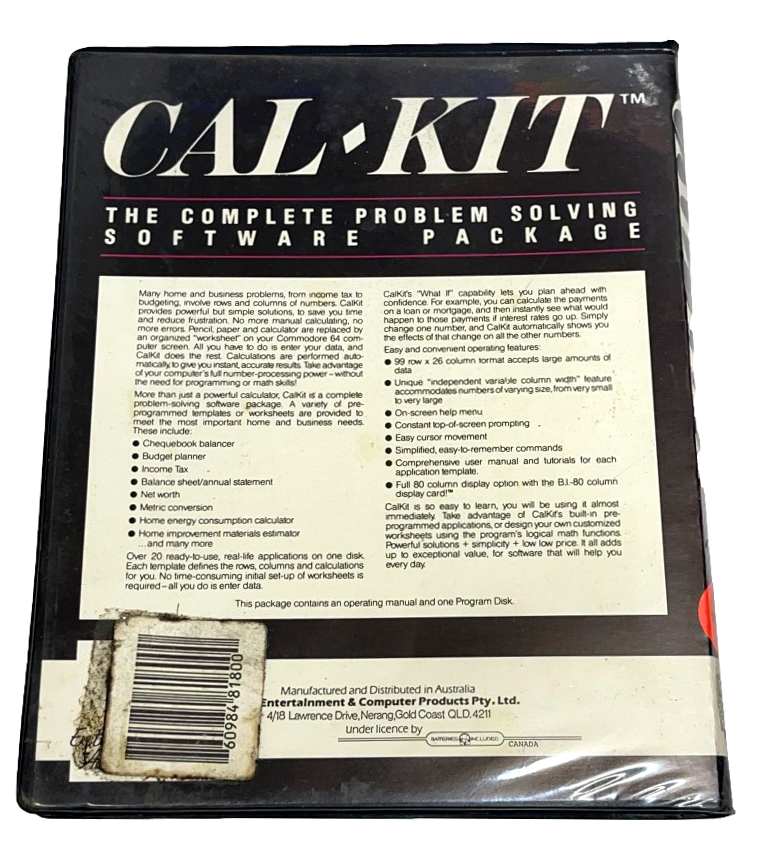 CAL·KIT™
THE COMPLETE PROBLEM SOLVING
SOFTWARE PACKAGE
Many home and business problems, from income tax to
budgeting, involve rows and columns of numbers. CalKit
provides powerful but simple solutions, to save you time
and reduce frustration. No more manual calculating, no
more errors. Pencil, paper and calculator are replaced by
an organized "worksheet" on your Commodore 64 com-
puter screen. All you have to do is enter your data, and
CalKit does the rest. Calculations are performed auto-
matically, to give you instant, accurate results. Take advantage
of your computer's full number-processing power – without
the need for programming or math skills!
More than just a powerful calculator, CalKit is a complete
problem-solving software package. A variety of pre-
programmed templates or worksheets are provided to
meet the most important home and business needs.
These include:
● Chequebook balancer
● Budget planner
● Income Tax
● Balance sheet/annual statement
● Net worth
● Metric conversion
● Home energy consumption calculator
● Home improvement materials estimator
...and many more
Over 20 ready-to-use, real-life applications on one disk.
Each template defines the rows, columns and calculations
for you. No time-consuming initial set-up of worksheets is
required – all you do is enter data.
CalKit's "What If" capability lets you plan ahead with
confidence. For example, you can calculate the payments
on a loan or mortgage, and then instantly see what would
happen to those payments if interest rates go up. Simply
change one number, and CalKit automatically shows you
the effects of that change on all the other numbers.
Easy and convenient operating features:
● 99 row x 26 column format accepts large amounts of
data
● Unique "independent variable column width" feature
accommodates numbers of varying size, from very small
to very large
● On-screen help menu
● Constant top-of-screen prompting
● Easy cursor movement
● Simplified, easy-to-remember commands
● Comprehensive user manual and tutorials for each
application template.
● Full 80 column display option with the B.I.-80 column
display card!™
CalKit is so easy to learn, you will be using it almost
immediately. Take advantage of CalKit's built-in pre-
programmed applications, or design your own customized
worksheets using the program's logical math functions.
Powerful solutions + simplicity + low low price. It all adds
up to exceptional value, for software that will help you
every day.
This package contains an operating manual and one Program Disk.
60984 81800
Manufactured and Distributed in Australia
Entertainment & Computer Products Pty. Ltd.
4/18 Lawrence Drive, Nerang, Gold Coast QLD. 4211
under licence by
BATTERIES INCLUDED
CANADA